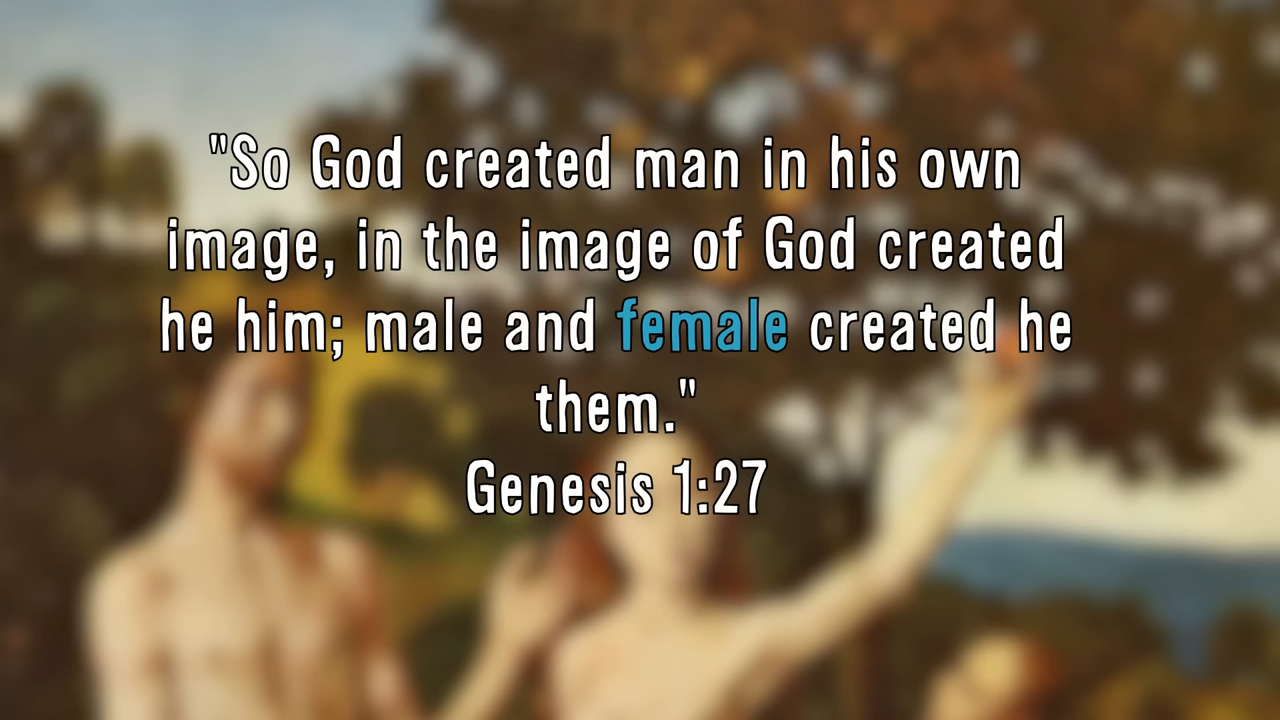 "So God created man in his own
image, in the image of God created
he him; male and female created he
them."
Genesis 1:27